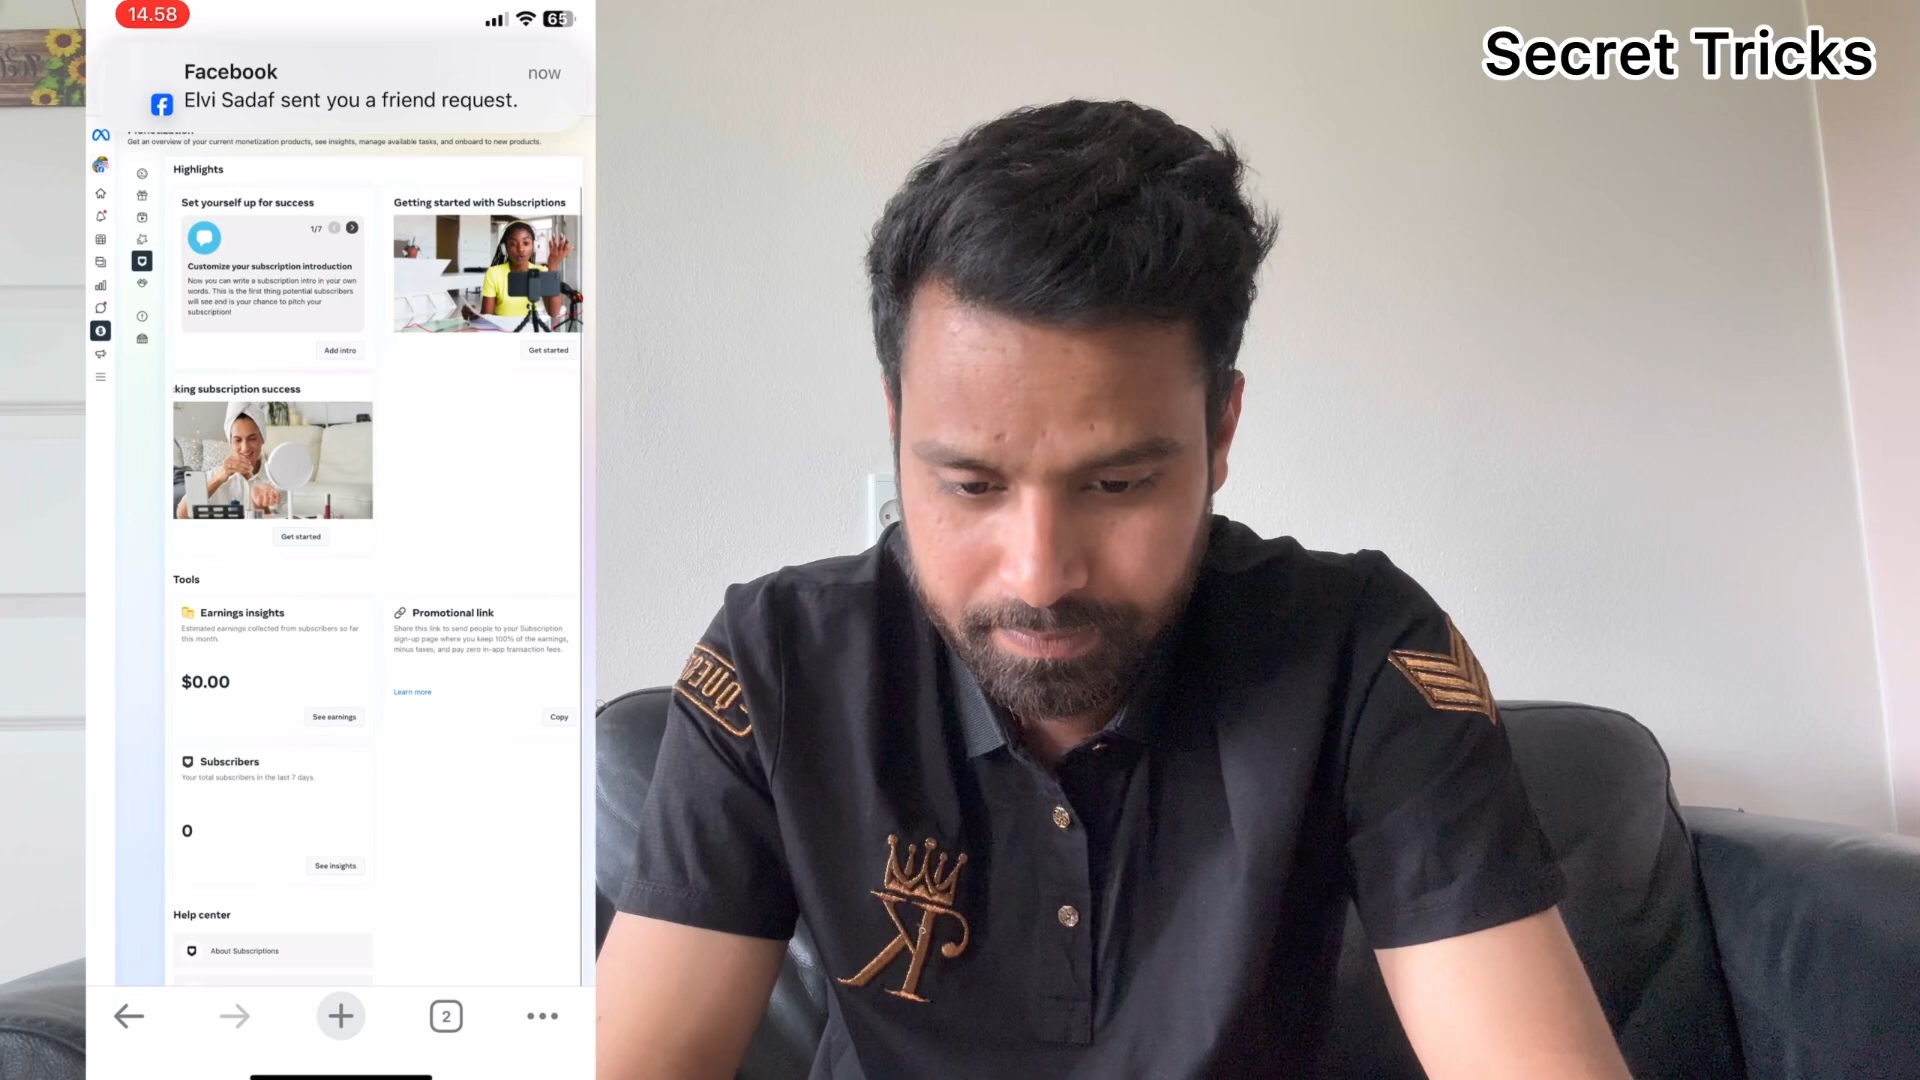 14.58
65
Secret Tricks
Facebook
now
Elvi Sadaf sent you a friend request.
Get an overview of your current monetization products, see insights, manage available tasks, and onboard to new products.
Highlights
Set yourself up for success
1/7
Customize your subscription introduction
Now you can write a subscription intro in your own
words. This is the first thing potential subscribers
will see and is your chance to pitch your
subscription!
Add intro
Getting started with Subscriptions
Get started
king subscription success
Get started
Tools
Earnings insights
Estimated earnings collected from subscribers so far
this month.
$0.00
See earnings
Promotional link
Share this link to send people to your Subscription
sign-up page where you keep 100% of the earnings,
minus taxes, and pay zero in-app transaction fees.
Learn more
Copy
Subscribers
Your total subscribers in the last 7 days.
0
See insights
Help center
About Subscriptions
2